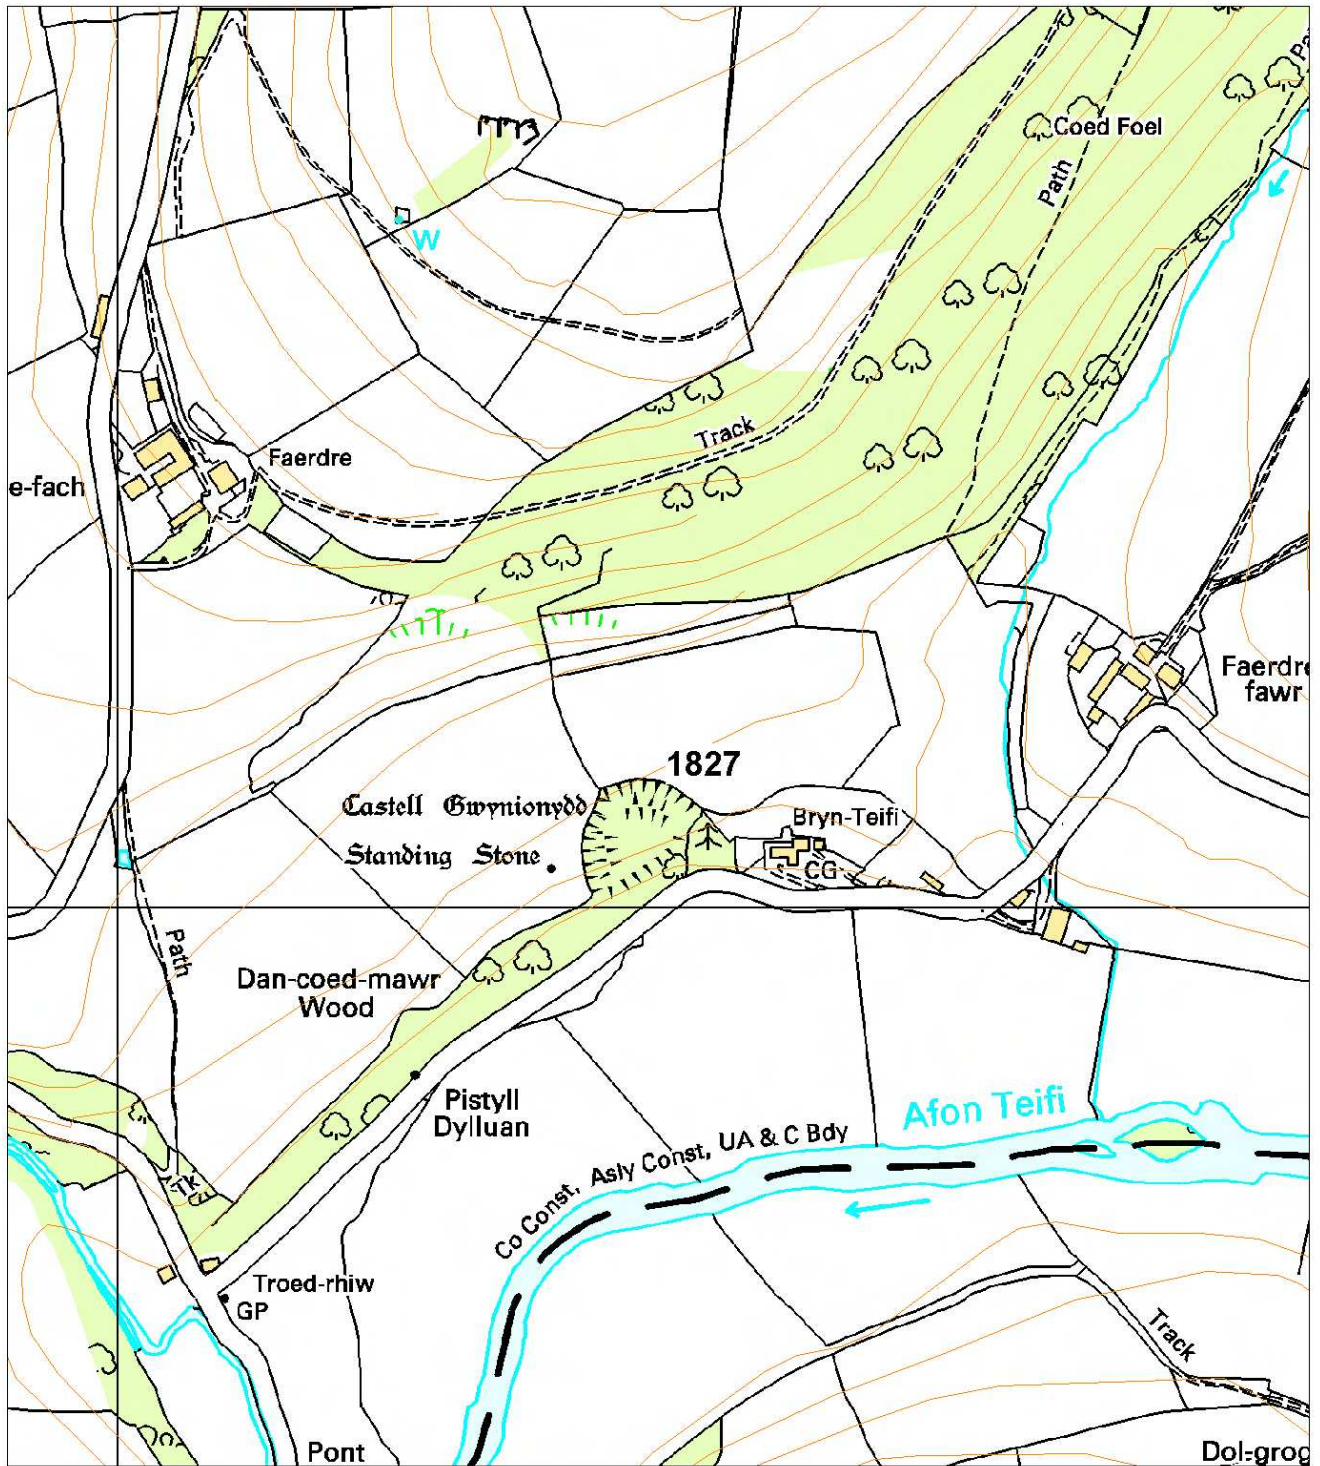 Coed Foel
Path
W
Track
Faerdre
e-fach
Faerdre
fawr
1827
Castell Gwynionydd
Bryn-Teifi
Standing Stone
CG
Path
Dan-coed-mawr
Wood
Pistyll
Dylluan
Afon Teifi
Co Const, Asly Const, UA & C Bdy
Tk
Troed-rhiw
GP
Track
Pont
Dol-grog